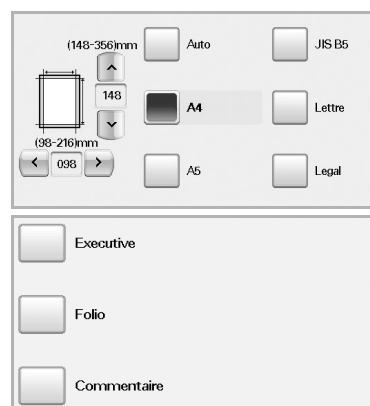 (148-356)mm
148
(98-216)mm
098
Auto
JIS B5
A4
Lettre
A5
Legal
Executive
Folio
Commentaire